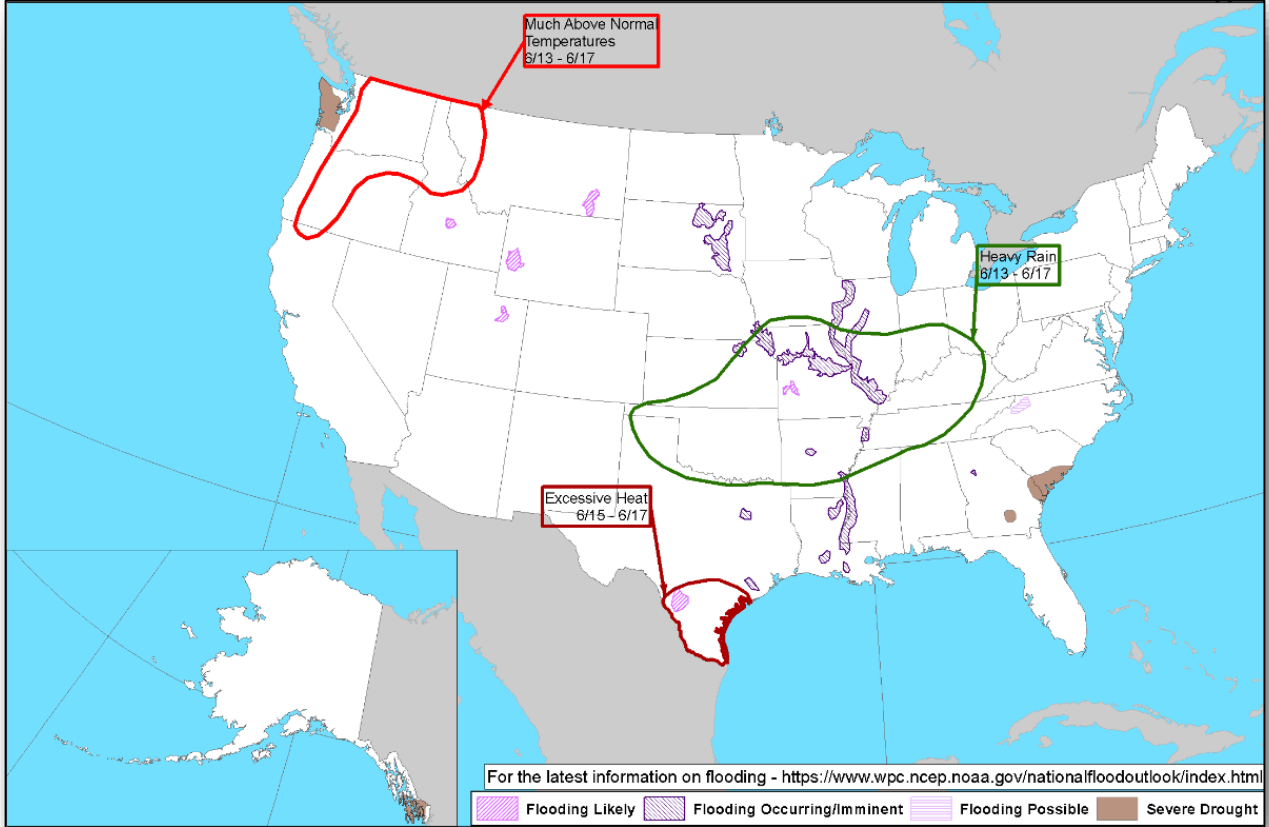 Much Above Normal
Temperatures
6/13 - 6/17
Heavy Rain
6/13 - 6/17
Excessive Heat
6/15 - 6/17
For the latest information on flooding - https://www.wpc.ncep.noaa.gov/nationalfloodoutlook/index.html
Flooding Likely
Flooding Occurring/Imminent
Flooding Possible
Severe Drought